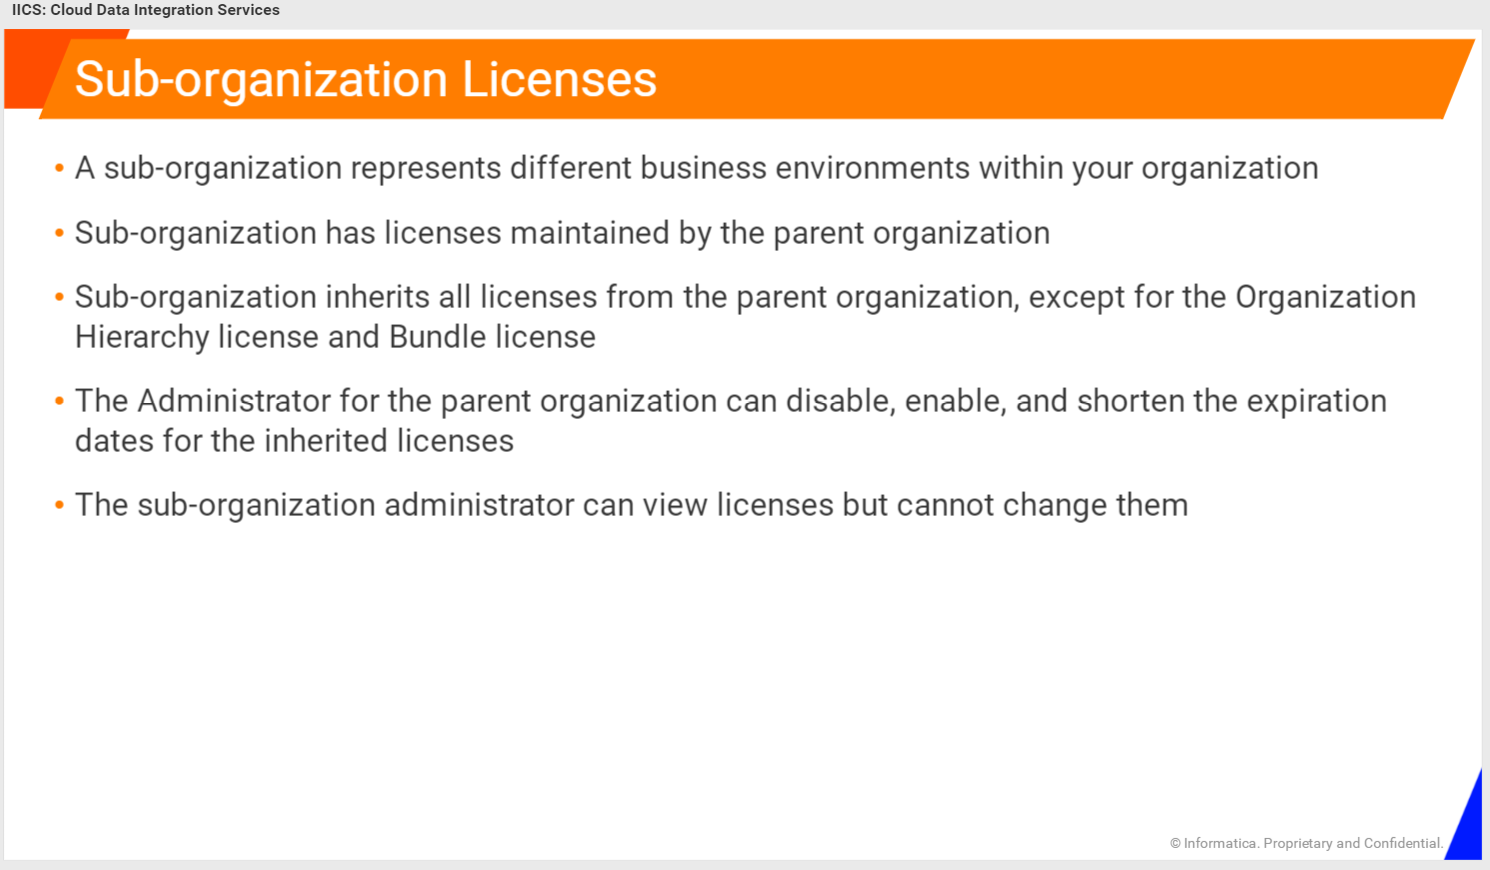 IICS: Cloud Data Integration Services
Sub-organization Licenses
• A sub-organization represents different business environments within your organization
• Sub-organization has licenses maintained by the parent organization
• Sub-organization inherits all licenses from the parent organization, except for the Organization
Hierarchy license and Bundle license
• The Administrator for the parent organization can disable, enable, and shorten the expiration
dates for the inherited licenses
• The sub-organization administrator can view licenses but cannot change them
© Informatica. Proprietary and Confidential.